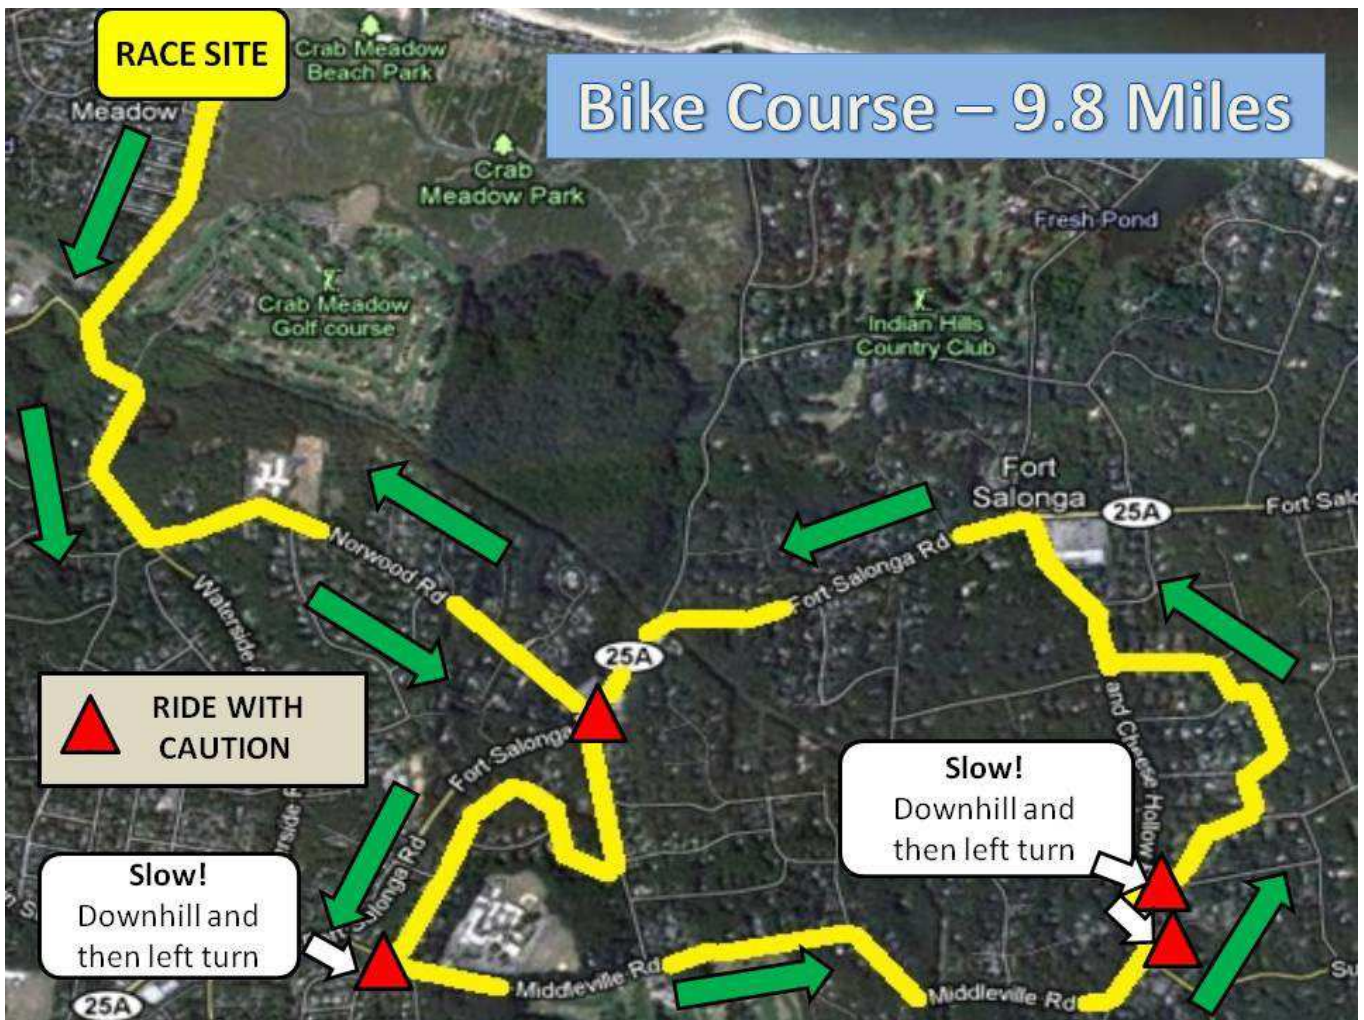 RACE SITE
Crab Meadow
Beach Park
Bike Course – 9.8 Miles
Meadow
Crab
Meadow Park
Fresh Pond
Crab Meadow
Golf course
Indian Hills
Country Club
Fort
Salonga
25A
Fort Salo
Norwood Rd
Fort Salonga Rd
Waterside
25A
RIDE WITH
CAUTION
Fort Salonga
and Cheese Hollow
Slow!
Downhill and
then left turn
Slow!
Downhill and
then left turn
Middleville Rd
Middleville Rd
Su
25A